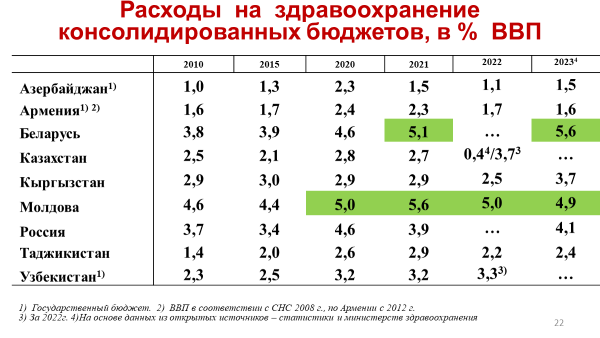 Расходы на здравоохранение
консолидированных бюджетов, в % ВВП
2010 2015 2020 2021 2022 2023⁴
Азербайджан¹⁾ 1,0 1,3 2,3 1,5 1,1 1,5
Армения¹⁾ ²⁾ 1,6 1,7 2,4 2,3 1,7 1,6
Беларусь 3,8 3,9 4,6 5,1 … 5,6
Казахстан 2,5 2,1 2,8 2,7 0,4⁴/3,7³ …
Кыргызстан 2,9 3,0 2,9 2,9 2,5 3,7
Молдова 4,6 4,4 5,0 5,6 5,0 4,9
Россия 3,7 3,4 4,6 3,9 … 4,1
Таджикистан 1,4 2,0 2,6 2,9 2,2 2,4
Узбекистан¹⁾ 2,3 2,5 3,2 3,2 3,3³⁾ …
1) Государственный бюджет. 2) ВВП в соответствии с СНС 2008 г., по Армении с 2012 г.
3) За 2022г. 4)На основе данных из открытых источников – статистики и министерств здравоохранения
22